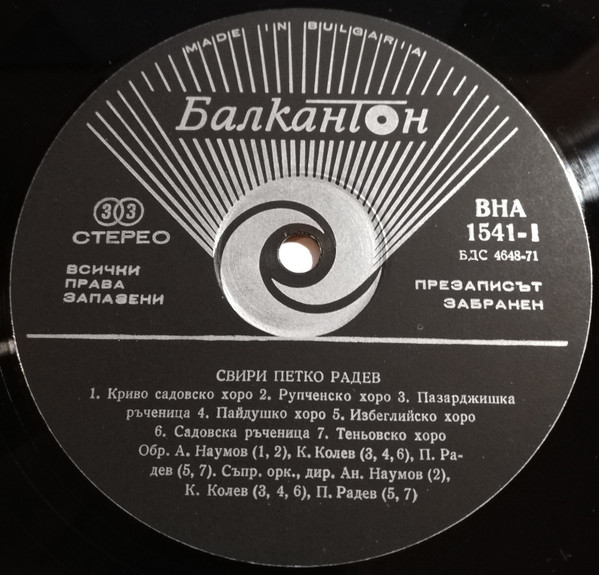 MADE IN BULGARIA
Балкантон
33
СТЕРЕО
ВСИЧКИ
ПРАВА
ЗАПАЗЕНИ
ВНА
1541-I
БДС 4648-71
ПРЕЗАПИСЪТ
ЗАБРАНЕН
СВИРИ ПЕТКО РАДЕВ
1. Криво садовско хоро 2. Рупченско хоро 3. Пазарджишка
ръченица 4. Пайдушко хоро 5. Избеглийско хоро
6. Садовска ръченица 7. Теньовско хоро
Обр. А. Наумов (1, 2), К. Колев (3, 4, 6), П. Ра-
дев (5, 7). Съпр. орк., дир. Ан. Наумов (2),
К. Колев (3, 4, 6), П. Радев (5, 7)